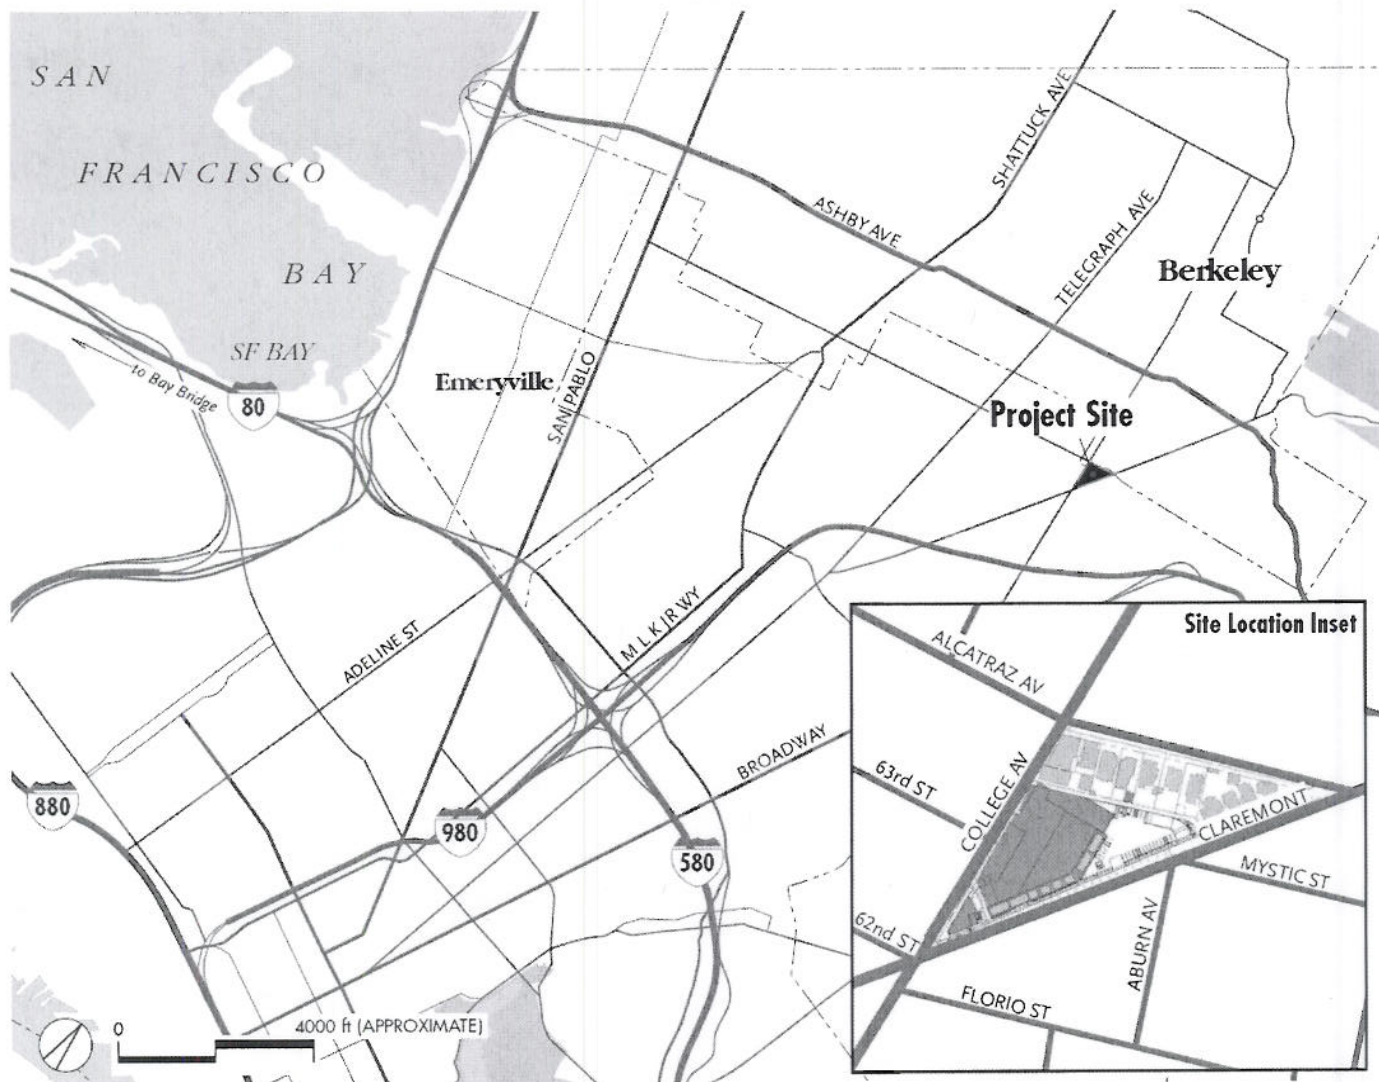 SAN
FRANCISCO
BAY
SF BAY
to Bay Bridge
80
Emeryville
SAN PABLO
ASHBY AVE
SHATTUCK AVE
TELEGRAPH AVE
Berkeley
Project Site
ADELINE ST
M L K JR WY
BROADWAY
880
980
580
0
4000 ft (APPROXIMATE)
Site Location Inset
ALCATRAZ AV
COLLEGE AV
63rd ST
CLAREMONT
MYSTIC ST
62nd ST
ABURN AV
FLORIO ST